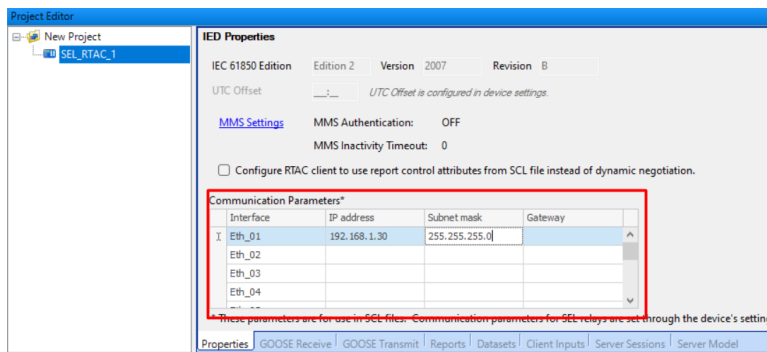 Project Editor
New Project
SEL_RTAC_1
IED Properties
IEC 61850 Edition Edition 2 Version 2007 Revision B
UTC Offset __:__ UTC Offset is configured in device settings.
MMS Settings MMS Authentication: OFF
MMS Inactivity Timeout: 0
Configure RTAC client to use report control attributes from SCL file instead of dynamic negotiation.
Communication Parameters*
Interface IP address Subnet mask Gateway
Eth_01 192.168.1.30 255.255.255.0
Eth_02
Eth_03
Eth_04
* These parameters are for use in SCL files. Communication parameters for SEL relays are set through the device's settin
Properties GOOSE Receive GOOSE Transmit Reports Datasets Client Inputs Server Sessions Server Model